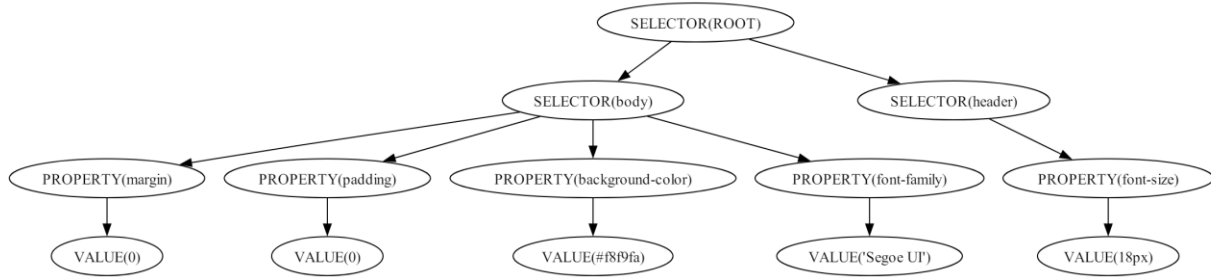 SELECTOR(ROOT)
SELECTOR(body)
SELECTOR(header)
PROPERTY(margin)
PROPERTY(padding)
PROPERTY(background-color)
PROPERTY(font-family)
PROPERTY(font-size)
VALUE(0)
VALUE(0)
VALUE(#f8f9fa)
VALUE('Segoe UI')
VALUE(18px)